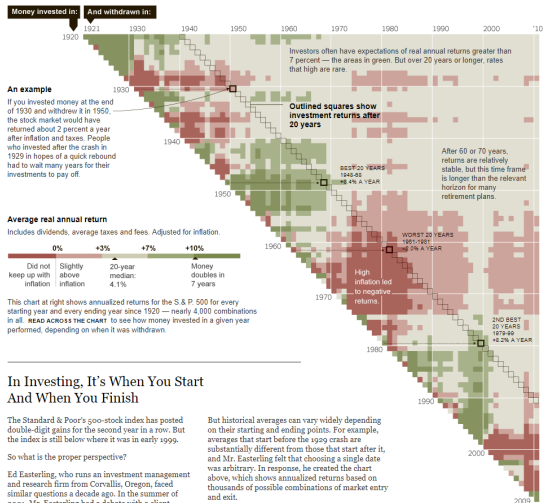 Money invested in:
And withdrawn in:
1920
1921
1930
1940
1950
1960
1970
1980
1990
2000
'10
Investors often have expectations of real annual returns greater than
7 percent — the areas in green. But over 20 years or longer, rates
that high are rare.
An example
If you invested money at the end
of 1930 and withdrew it in 1950,
the stock market would have
returned about 2 percent a year
after inflation and taxes. People
who invested after the crash in
1929 in hopes of a quick rebound
had to wait many years for their
investments to pay off.
1930
Outlined squares show
investment returns after
20 years
1940
After 60 or 70 years,
returns are relatively
stable, but this time frame
is longer than the relevant
horizon for many
retirement plans.
BEST 20 YEARS
1948-68
+8.4% A YEAR
1950
Average real annual return
Includes dividends, average taxes and fees. Adjusted for inflation.
0%
+3%
+7%
+10%
Did not
keep up with
inflation
Slightly
above
inflation
20-year
median:
4.1%
Money
doubles in
7 years
1960
WORST 20 YEARS
1961-1981
High
inflation led
to negative
returns.
1970
This chart at right shows annualized returns for the S.& P. 500 for every
starting year and every ending year since 1920 — nearly 4,000 combinations
in all. READ ACROSS THE CHART to see how money invested in a given year
performed, depending on when it was withdrawn.
2ND BEST
20 YEARS
1979-99
+8.2% A YEAR
1980
1990
2000
2009
In Investing, It's When You Start
And When You Finish
The Standard & Poor's 500-stock index has posted
double-digit gains for the second year in a row. But
the index is still below where it was in early 1999.
So what is the proper perspective?
Ed Easterling, who runs an investment management
and research firm from Corvallis, Oregon, faced
similar questions a decade ago. In the summer of
But historical averages can vary widely depending
on their starting and ending points. For example,
averages that start before the 1929 crash are
substantially different from those that start after it,
and Mr. Easterling felt that choosing a single one
was arbitrary. In response, he created the chart
above, which shows annualized returns based on
thousands of possible combinations of market entry
and exit.